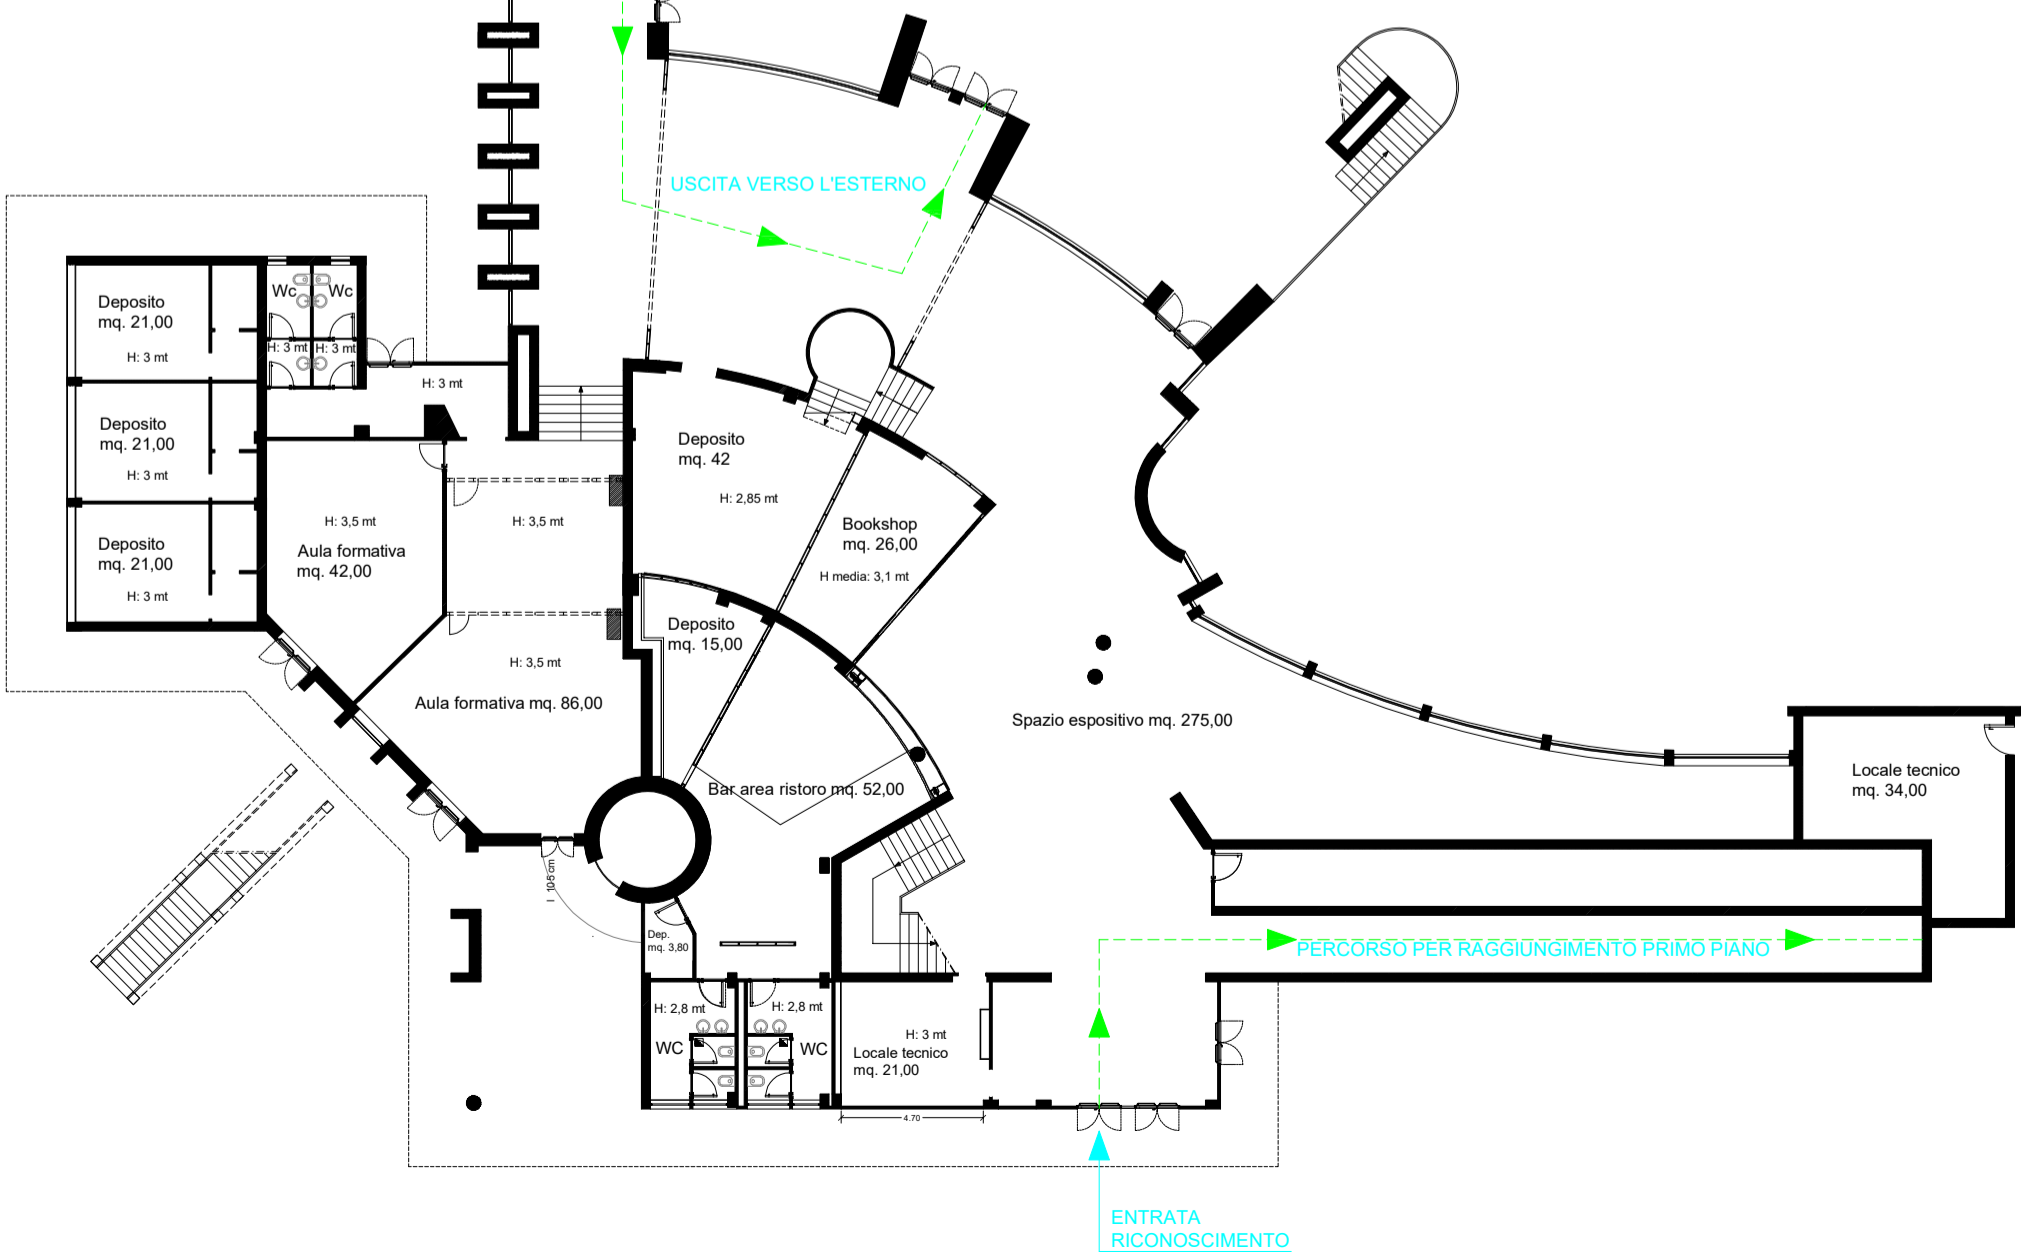 USCITA VERSO L'ESTERNO
Deposito
mq. 21,00
H: 3 mt
Wc
Wc
H: 3 mt
H: 3 mt
H: 3 mt
Deposito
mq. 21,00
H: 3 mt
Deposito
mq. 21,00
H: 3 mt
H: 3,5 mt
Aula formativa
mq. 42,00
H: 3,5 mt
H: 3,5 mt
Aula formativa mq. 86,00
Deposito
mq. 42
H: 2,85 mt
Bookshop
mq. 26,00
H media: 3,1 mt
Deposito
mq. 15,00
Bar area ristoro mq. 52,00
Spazio espositivo mq. 275,00
Locale tecnico
mq. 34,00
l 105 cm
Dep.
mq. 3,80
PERCORSO PER RAGGIUNGIMENTO PRIMO PIANO
H: 2,8 mt
WC
H: 2,8 mt
WC
H: 3 mt
Locale tecnico
mq. 21,00
4.70
ENTRATA
RICONOSCIMENTO